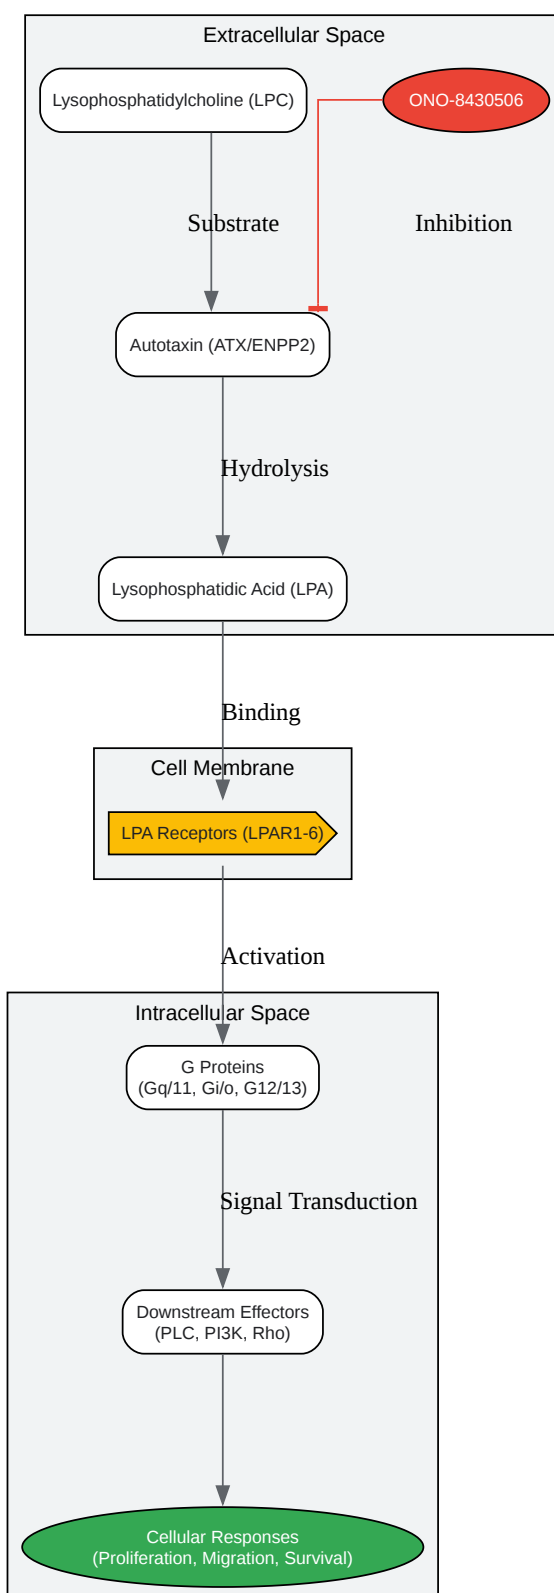 Extracellular Space
Lysophosphatidylcholine (LPC)
ONO-8430506
Substrate
Inhibition
Autotaxin (ATX/ENPP2)
Hydrolysis
Lysophosphatidic Acid (LPA)
Binding
Cell Membrane
LPA Receptors (LPAR1-6)
Activation
Intracellular Space
G Proteins
(Gq/11, Gi/o, G12/13)
Signal Transduction
Downstream Effectors
(PLC, PI3K, Rho)
Cellular Responses
(Proliferation, Migration, Survival)